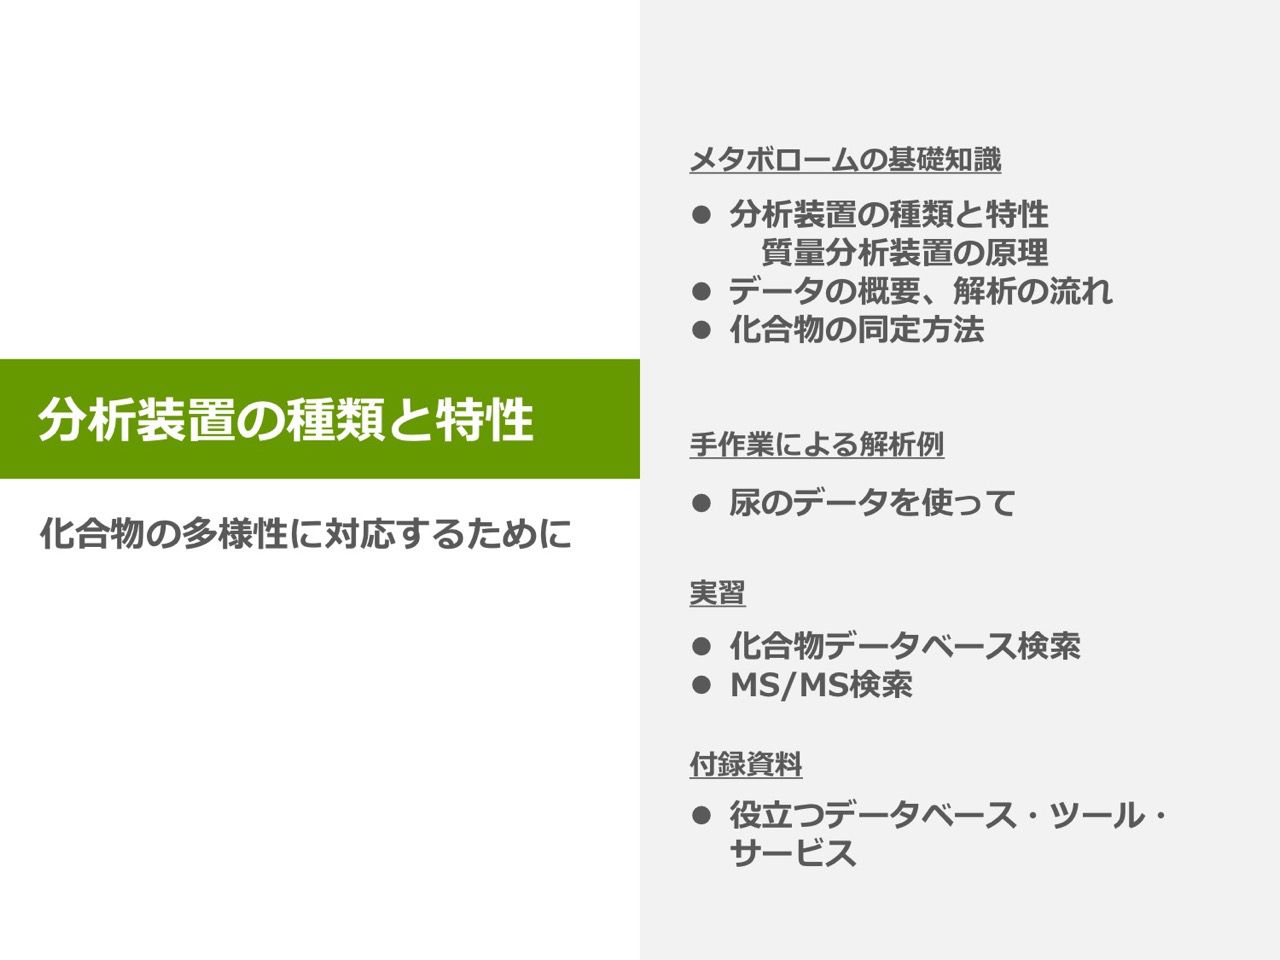 分析装置の種類と特性
化合物の多様性に対応するために
メタボロームの基礎知識
● 分析装置の種類と特性
質量分析装置の原理
● データの概要、解析の流れ
● 化合物の同定方法
手作業による解析例
● 尿のデータを使って
実習
● 化合物データベース検索
● MS/MS検索
付録資料
● 役立つデータベース・ツール・
サービス